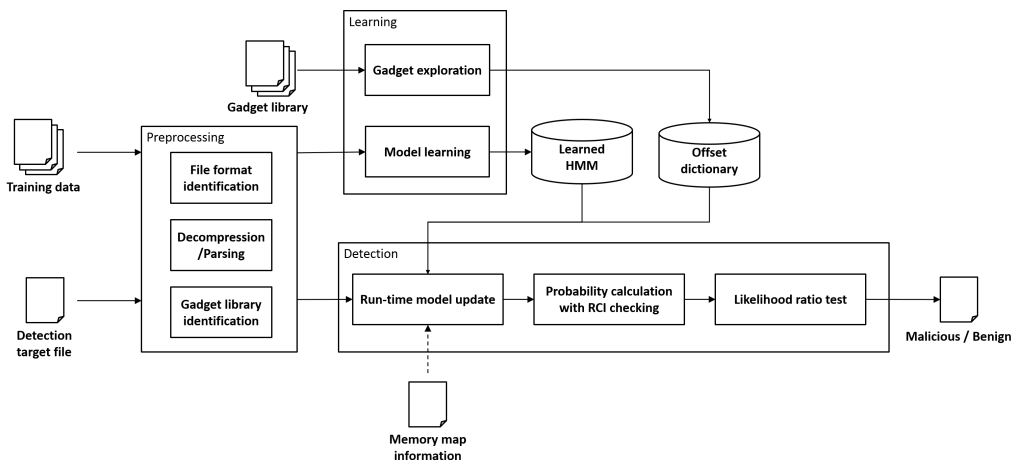 Learning
Gadget exploration
Gadget library
Preprocessing
Model learning
Learned
HMM
Offset
dictionary
Training data
File format
identification
Decompression
/Parsing
Gadget library
identification
Detection
target file
Detection
Run-time model update
Probability calculation
with RCI checking
Likelihood ratio test
Malicious / Benign
Memory map
information